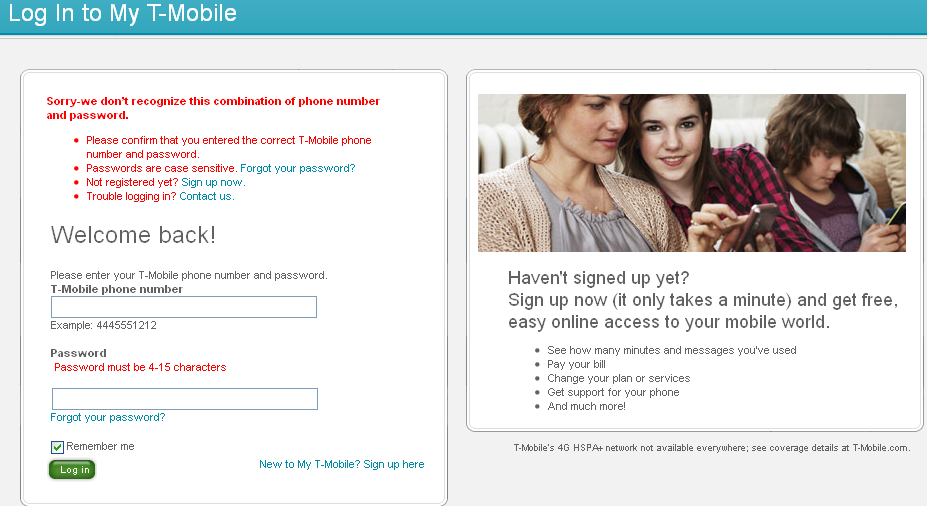 Log In to My T-Mobile
Sorry-we don't recognize this combination of phone number
and password.
Please confirm that you entered the correct T-Mobile phone
number and password.
Passwords are case sensitive. Forgot your password?
Not registered yet? Sign up now.
Trouble logging in? Contact us.
Welcome back!
Please enter your T-Mobile phone number and password.
T-Mobile phone number
Example: 4445551212
Password
Password must be 4-15 characters
Forgot your password?
Remember me
Log in
New to My T-Mobile? Sign up here
Haven't signed up yet?
Sign up now (it only takes a minute) and get free,
easy online access to your mobile world.
See how many minutes and messages you've used
Pay your bill
Change your plan or services
Get support for your phone
And much more!
T-Mobile's 4G HSPA+ network not available everywhere; see coverage details at T-Mobile.com.